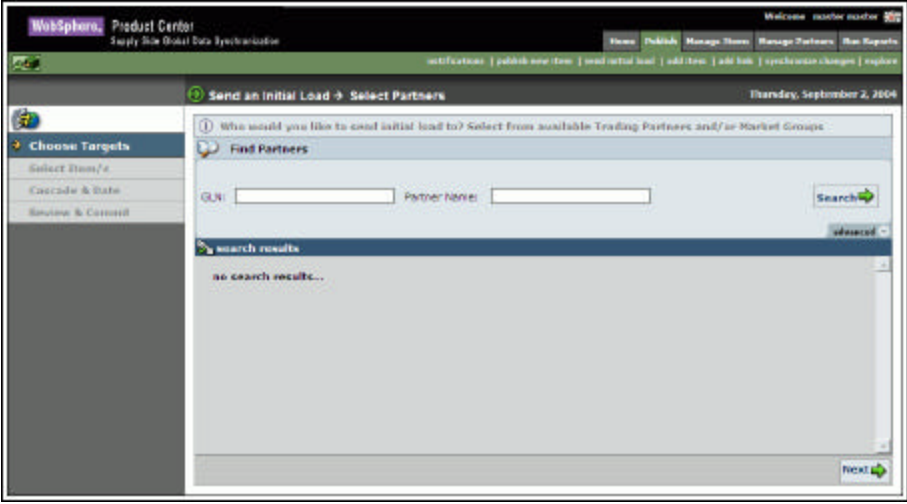 WebSphere. Product Center
Supply Side Global Data Synchronization
Welcome master master
Home Publish Manage Items Manage Partners Run Reports
notifications | publish new item | send initial load | add item | add link | synchronize changes | explore
Send an Initial Load → Select Partners
Thursday, September 2, 2004
Who would you like to send initial load to? Select from available Trading Partners and/or Market Groups
Choose Targets
Find Partners
Select Item/s
Cascade & Date
GLN: Partner Name: Search
Review & Commit
advanced
search results
no search results...
Next